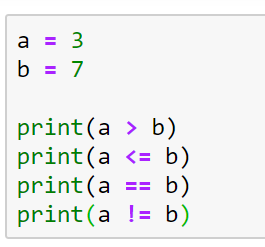 a = 3
b = 7

print(a > b)
print(a <= b)
print(a == b)
print(a != b)